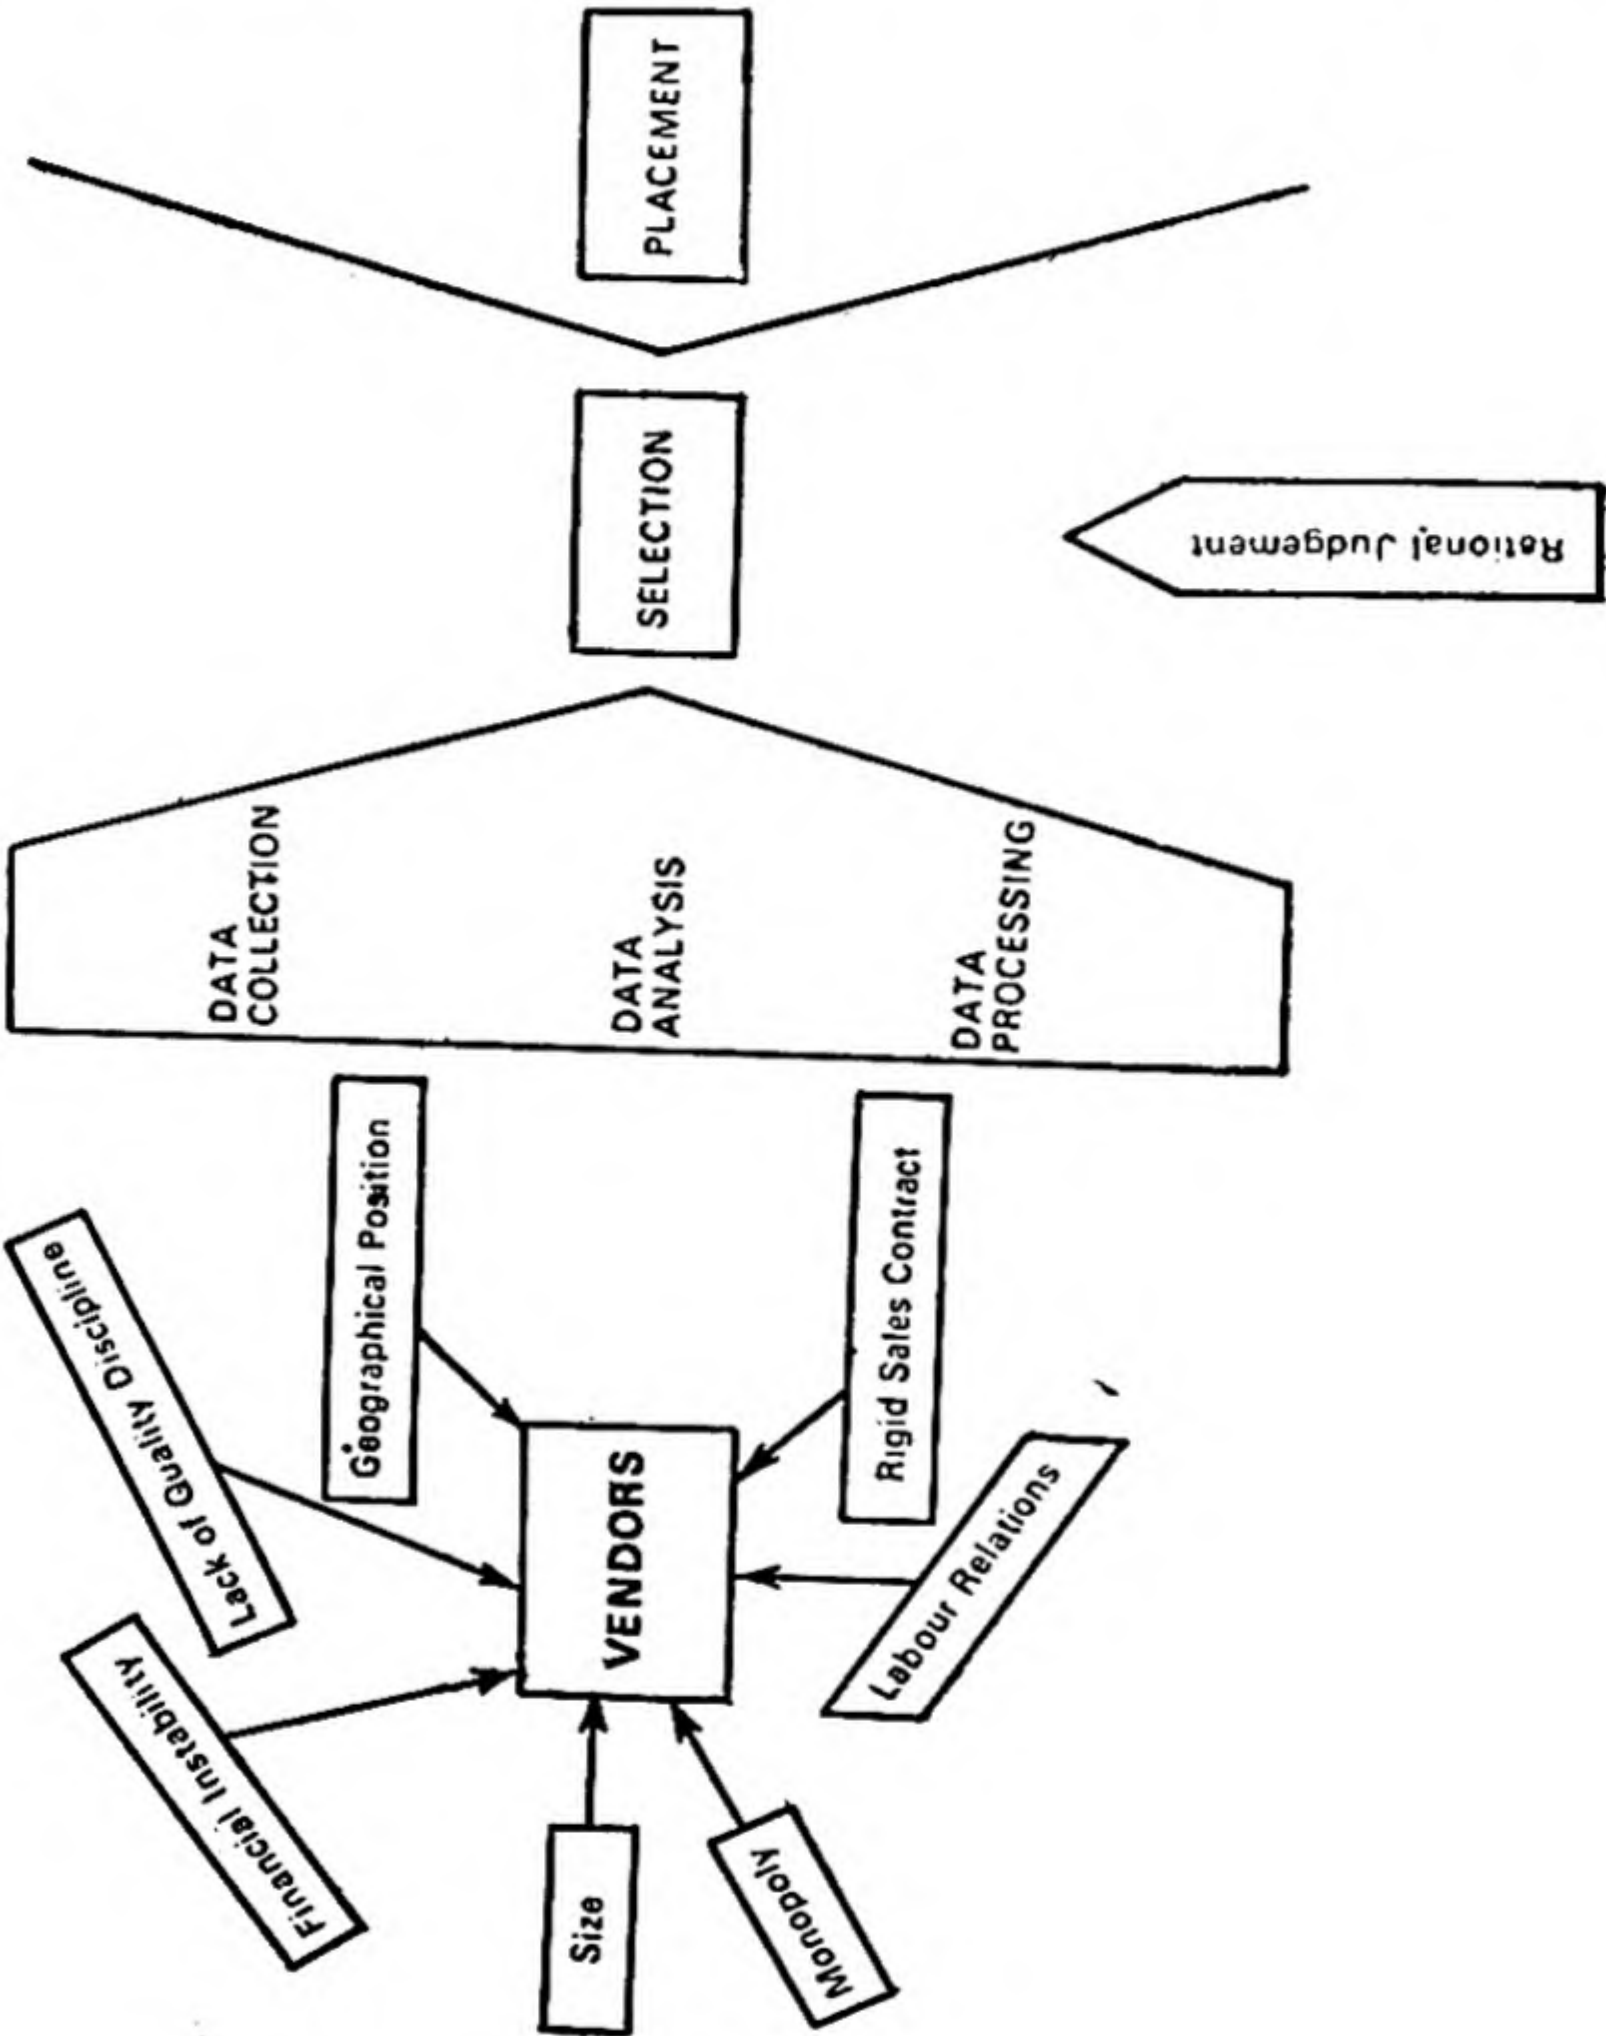 Financial Instability
Lack of Quality Discipline
Geographical Position
Size
VENDORS
Monopoly
Labour Relations
Rigid Sales Contract
DATA
COLLECTION
DATA
ANALYSIS
DATA
PROCESSING
SELECTION
Rational Judgement
PLACEMENT